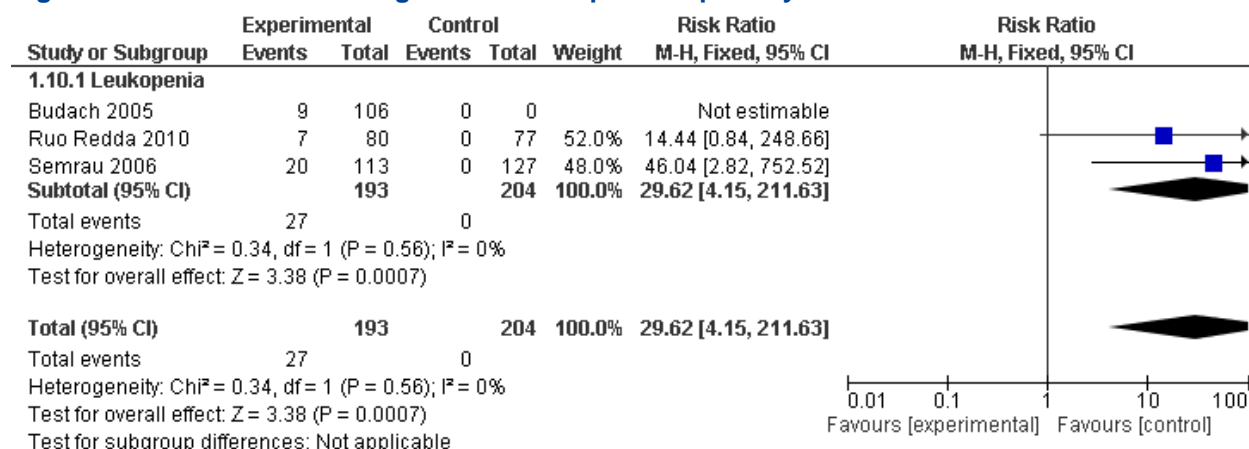 Experimental Control Risk Ratio Risk Ratio
Study or Subgroup Events Total Events Total Weight M-H, Fixed, 95% CI M-H, Fixed, 95% CI
1.10.1 Leukopenia
Budach 2005 9 106 0 0 Not estimable
Ruo Redda 2010 7 80 0 77 52.0% 14.44 [0.84, 248.66]
Semrau 2006 20 113 0 127 48.0% 46.04 [2.82, 752.52]
Subtotal (95% CI) 193 204 100.0% 29.62 [4.15, 211.63]
Total events 27 0
Heterogeneity: Chi² = 0.34, df = 1 (P = 0.56); I² = 0%
Test for overall effect: Z = 3.38 (P = 0.0007)
Total (95% CI) 193 204 100.0% 29.62 [4.15, 211.63]
Total events 27 0
Heterogeneity: Chi² = 0.34, df = 1 (P = 0.56); I² = 0%
Test for overall effect: Z = 3.38 (P = 0.0007)
Test for subgroup differences: Not applicable
0.01 0.1 1 10 100
Favours [experimental] Favours [control]